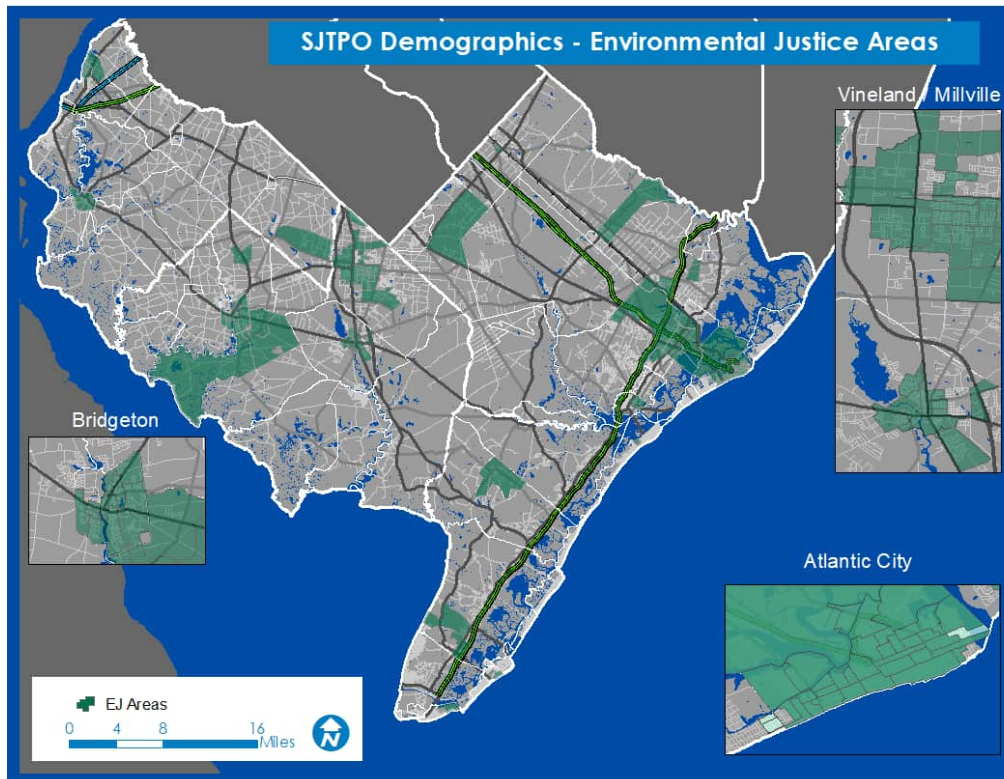 SJTPO Demographics - Environmental Justice Areas
Vineland / Millville
Bridgeton
Atlantic City
EJ Areas
0 4 8 16
Miles
N